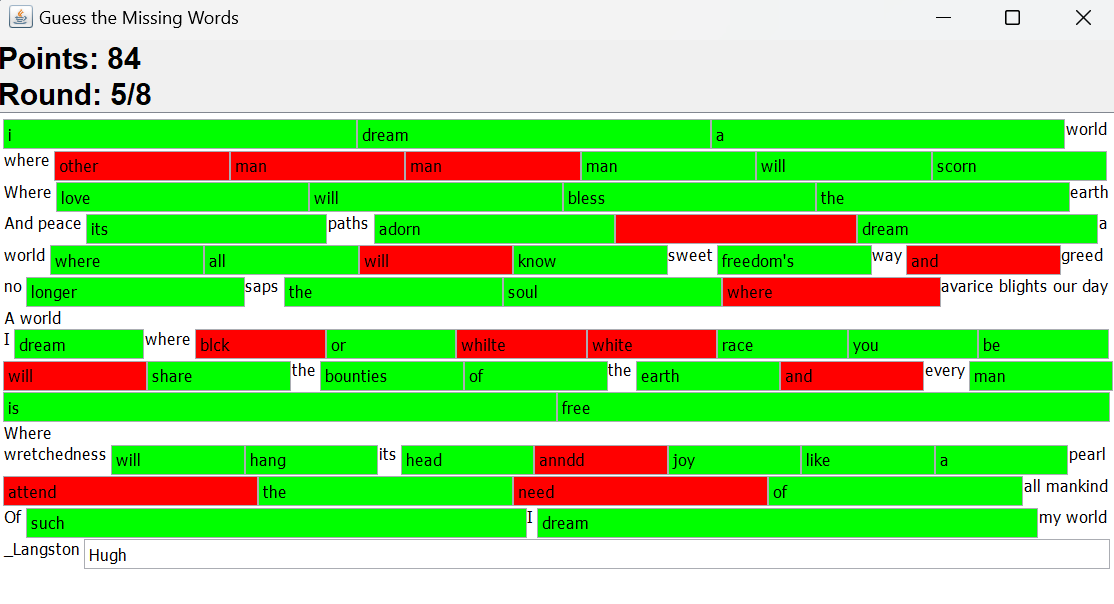 Guess the Missing Words
Points: 84
Round: 5/8
i dream a world
where other man man man will scorn
Where love will bless the earth
And peace its paths adorn dream a
world where all will know sweet freedom's way and greed
no longer saps the soul where avarice blights our day
A world
I dream where blck or whilte white race you be
will share the bounties of the earth and every man
is free
Where
wretchedness will hang its head anndd joy like a pearl
attend the need of all mankind
Of such I dream my world
_Langston Hugh